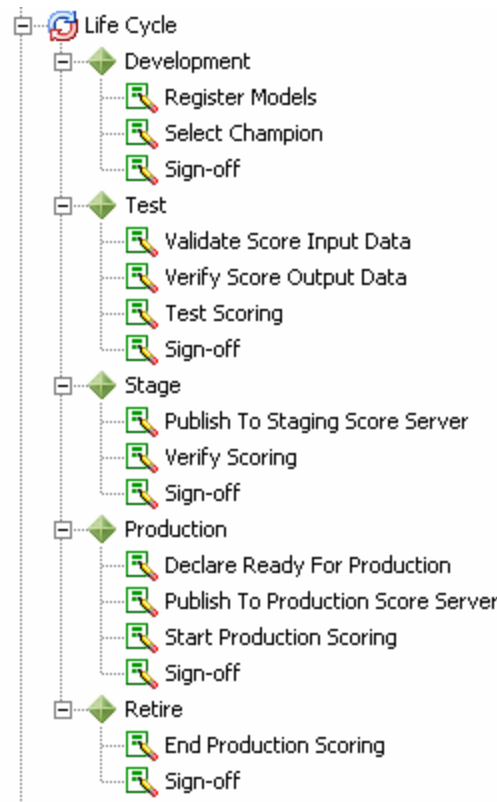 Life Cycle
Development
Register Models
Select Champion
Sign-off
Test
Validate Score Input Data
Verify Score Output Data
Test Scoring
Sign-off
Stage
Publish To Staging Score Server
Verify Scoring
Sign-off
Production
Declare Ready For Production
Publish To Production Score Server
Start Production Scoring
Sign-off
Retire
End Production Scoring
Sign-off